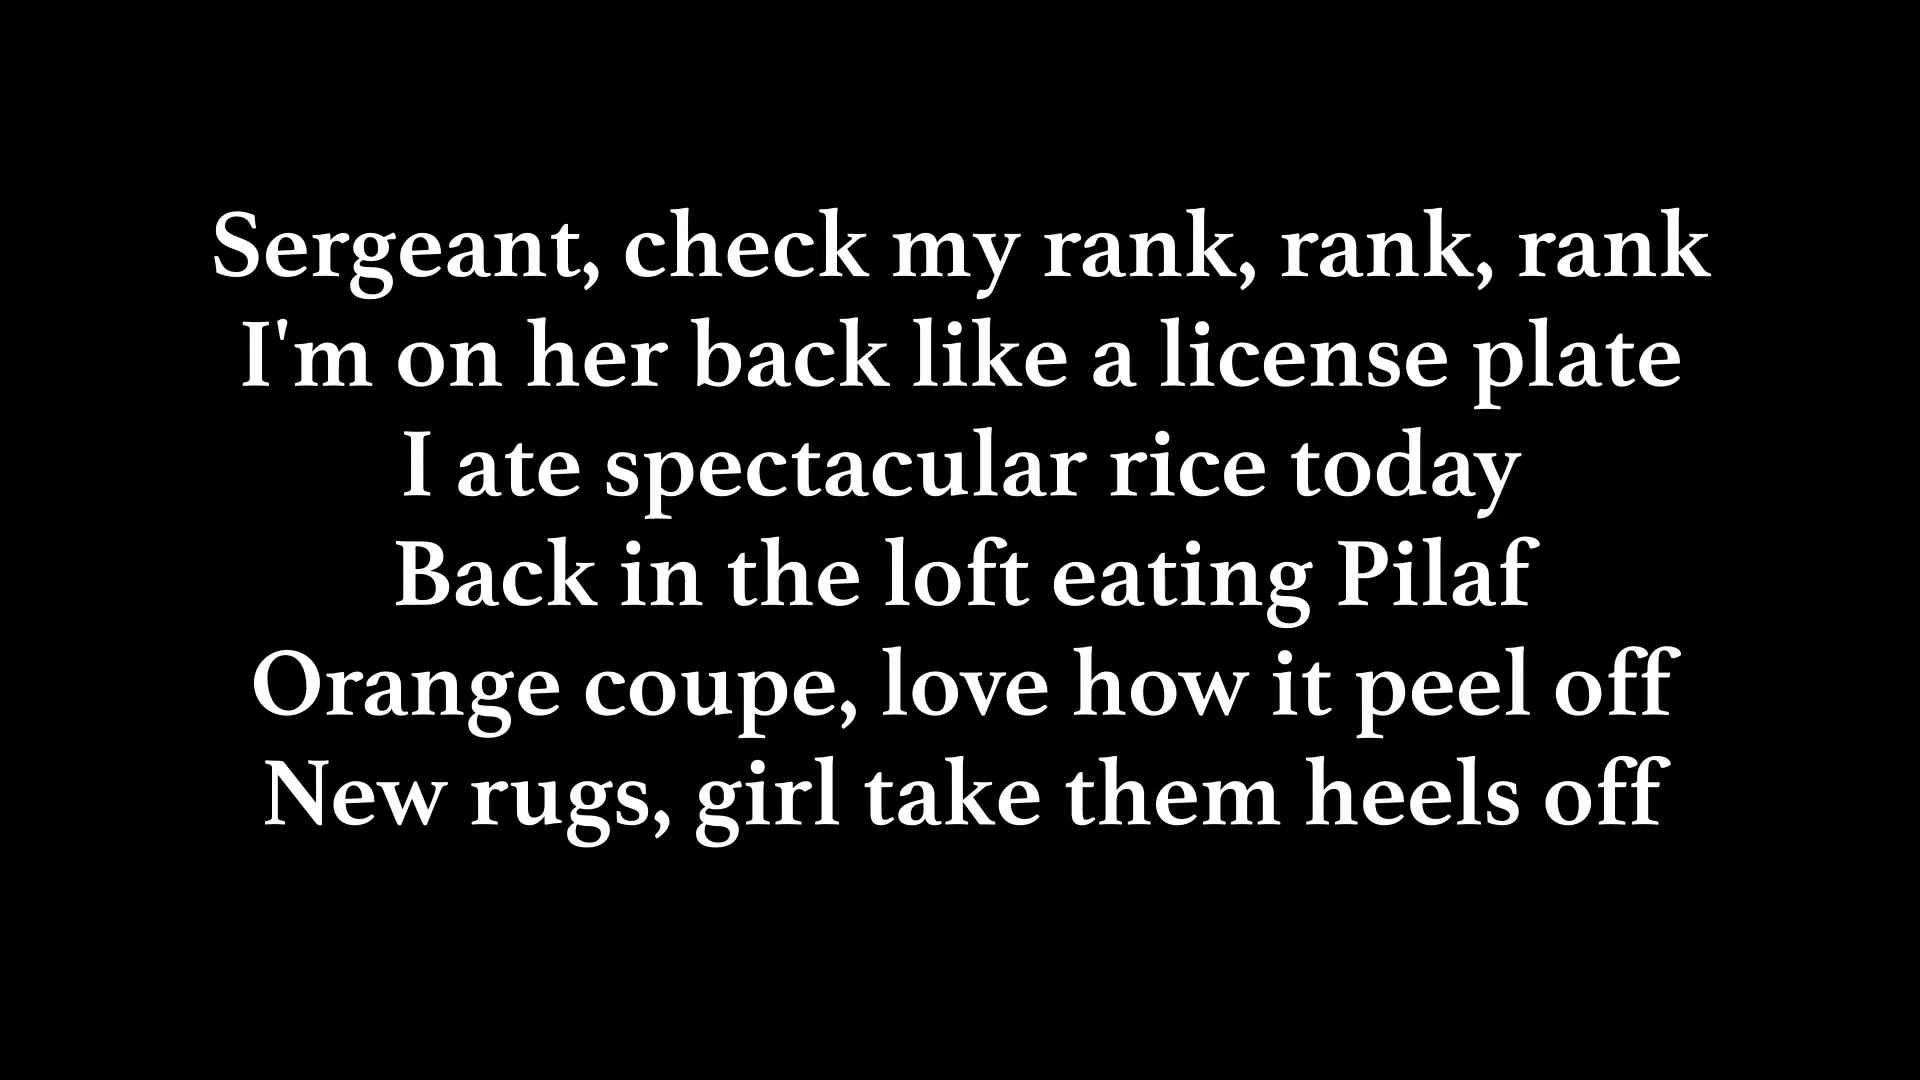 Sergeant, check my rank, rank, rank
I'm on her back like a license plate
I ate spectacular rice today
Back in the loft eating Pilaf
Orange coupe, love how it peel off
New rugs, girl take them heels off